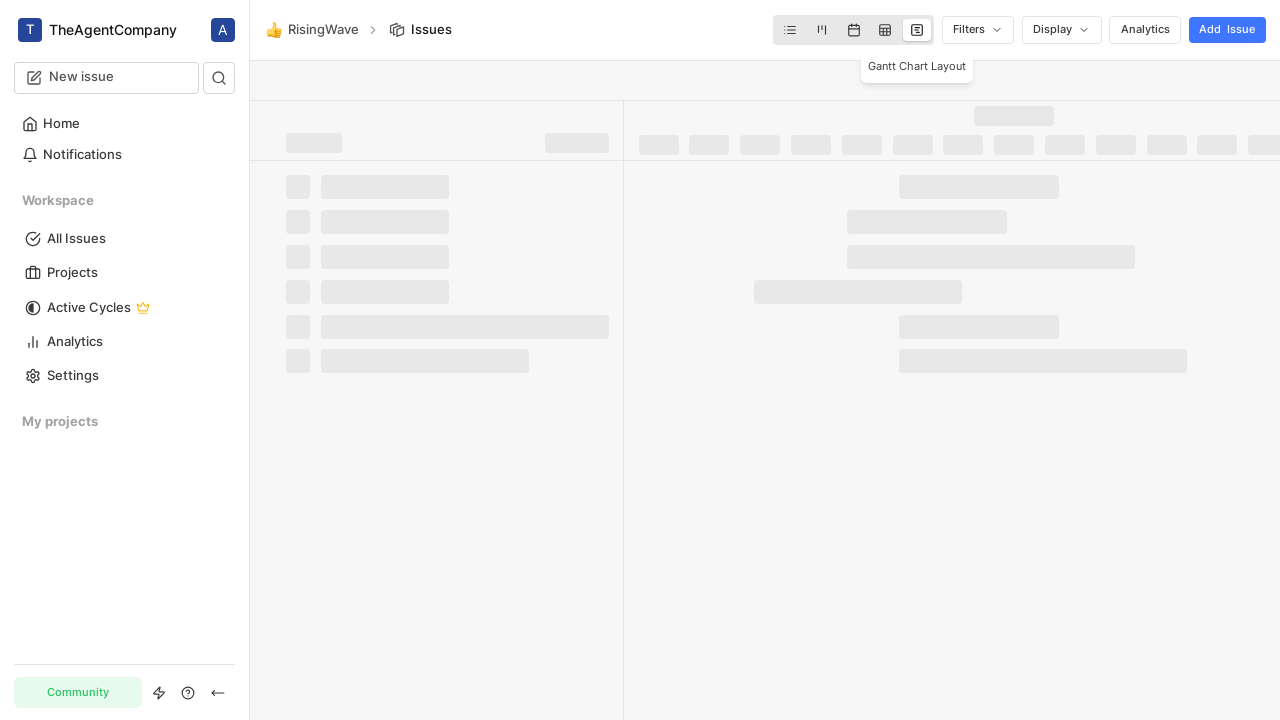 T TheAgentCompany A
New issue
Home
Notifications
Workspace
All Issues
Projects
Active Cycles
Analytics
Settings
My projects
Community
👍 RisingWave Issues
Filters Display Analytics Add Issue
Gantt Chart Layout